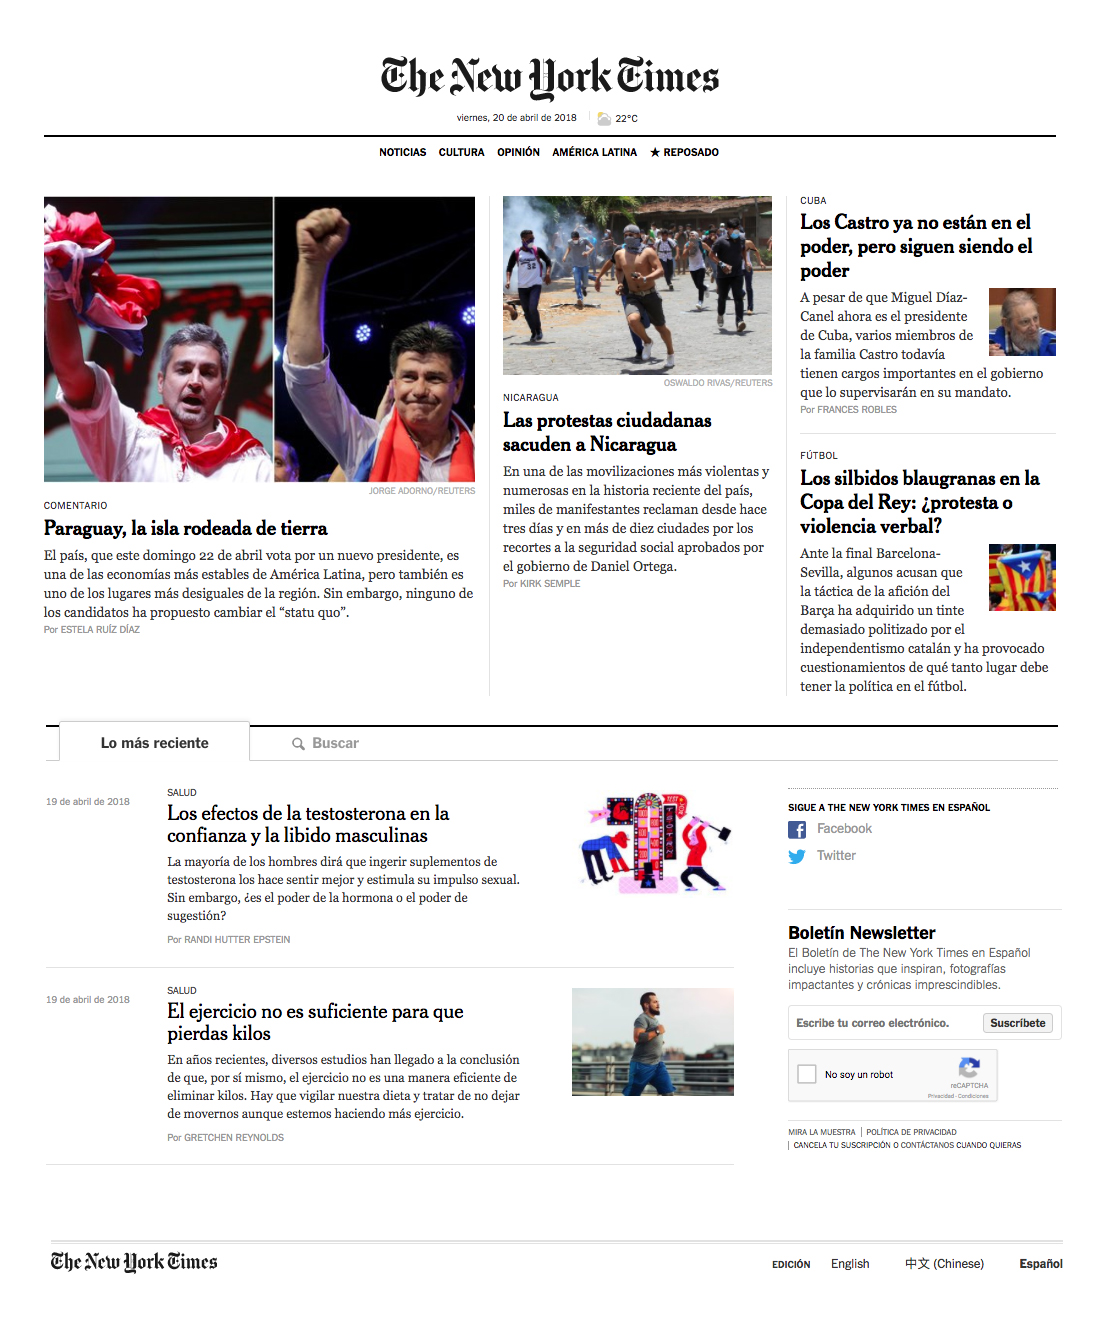 The New York Times
viernes, 20 de abril de 2018
22°C
NOTICIAS CULTURA OPINIÓN AMÉRICA LATINA ★ REPOSADO
JORGE ADORNO/REUTERS
COMENTARIO
Paraguay, la isla rodeada de tierra
El país, que este domingo 22 de abril vota por un nuevo presidente, es
una de las economías más estables de América Latina, pero también es
uno de los lugares más desiguales de la región. Sin embargo, ninguno de
los candidatos ha propuesto cambiar el “statu quo”.
Por ESTELA RUÍZ DÍAZ
32
OSWALDO RIVAS/REUTERS
NICARAGUA
Las protestas ciudadanas
sacuden a Nicaragua
En una de las movilizaciones más violentas y
numerosas en la historia reciente del país,
miles de manifestantes reclaman desde hace
tres días y en más de diez ciudades por los
recortes a la seguridad social aprobados por
el gobierno de Daniel Ortega.
Por KIRK SEMPLE
CUBA
Los Castro ya no están en el
poder, pero siguen siendo el
poder
A pesar de que Miguel Díaz-
Canel ahora es el presidente
de Cuba, varios miembros de
la familia Castro todavía
tienen cargos importantes en el gobierno
que lo supervisarán en su mandato.
Por FRANCES ROBLES
FÚTBOL
Los silbidos blaugranas en la
Copa del Rey: ¿protesta o
violencia verbal?
Ante la final Barcelona-
Sevilla, algunos acusan que
la táctica de la afición del
Barça ha adquirido un tinte
demasiado politizado por el
independentismo catalán y ha provocado
cuestionamientos de qué tanto lugar debe
tener la política en el fútbol.
Lo más reciente
Buscar
19 de abril de 2018
SALUD
Los efectos de la testosterona en la
confianza y la libido masculinas
La mayoría de los hombres dirá que ingerir suplementos de
testosterona los hace sentir mejor y estimula su impulso sexual.
Sin embargo, ¿es el poder de la hormona o el poder de
sugestión?
Por RANDI HUTTER EPSTEIN
19 de abril de 2018
SALUD
El ejercicio no es suficiente para que
pierdas kilos
En años recientes, diversos estudios han llegado a la conclusión
de que, por sí mismo, el ejercicio no es una manera eficiente de
eliminar kilos. Hay que vigilar nuestra dieta y tratar de no dejar
de movernos aunque estemos haciendo más ejercicio.
Por GRETCHEN REYNOLDS
SIGUE A THE NEW YORK TIMES EN ESPAÑOL
Facebook
Twitter
Boletín Newsletter
El Boletín de The New York Times en Español
incluye historias que inspiran, fotografías
impactantes y crónicas imprescindibles.
Escribe tu correo electrónico. Suscríbete
No soy un robot
reCAPTCHA
Privacidad - Condiciones
MIRA LA MUESTRA | POLÍTICA DE PRIVACIDAD
| CANCELA TU SUSCRIPCIÓN O CONTÁCTANOS CUANDO QUIERAS
The New York Times
EDICIÓN English 中文 (Chinese) Español